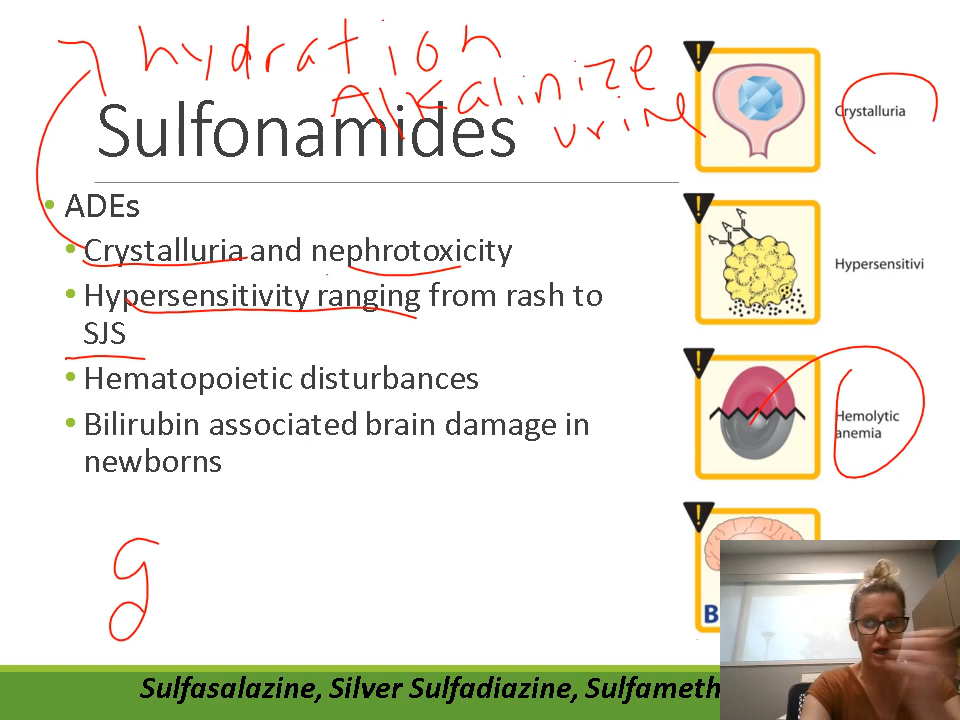 hydration
Alkalinize
urine
Sulfonamides
• ADEs
• Crystalluria and nephrotoxicity
• Hypersensitivity ranging from rash to
SJS
• Hematopoietic disturbances
• Bilirubin associated brain damage in
newborns
g
!
Crystalluria
!
Hypersensitivi
!
Hemolytic
anemia
!
B
Sulfasalazine, Silver Sulfadiazine, Sulfameth